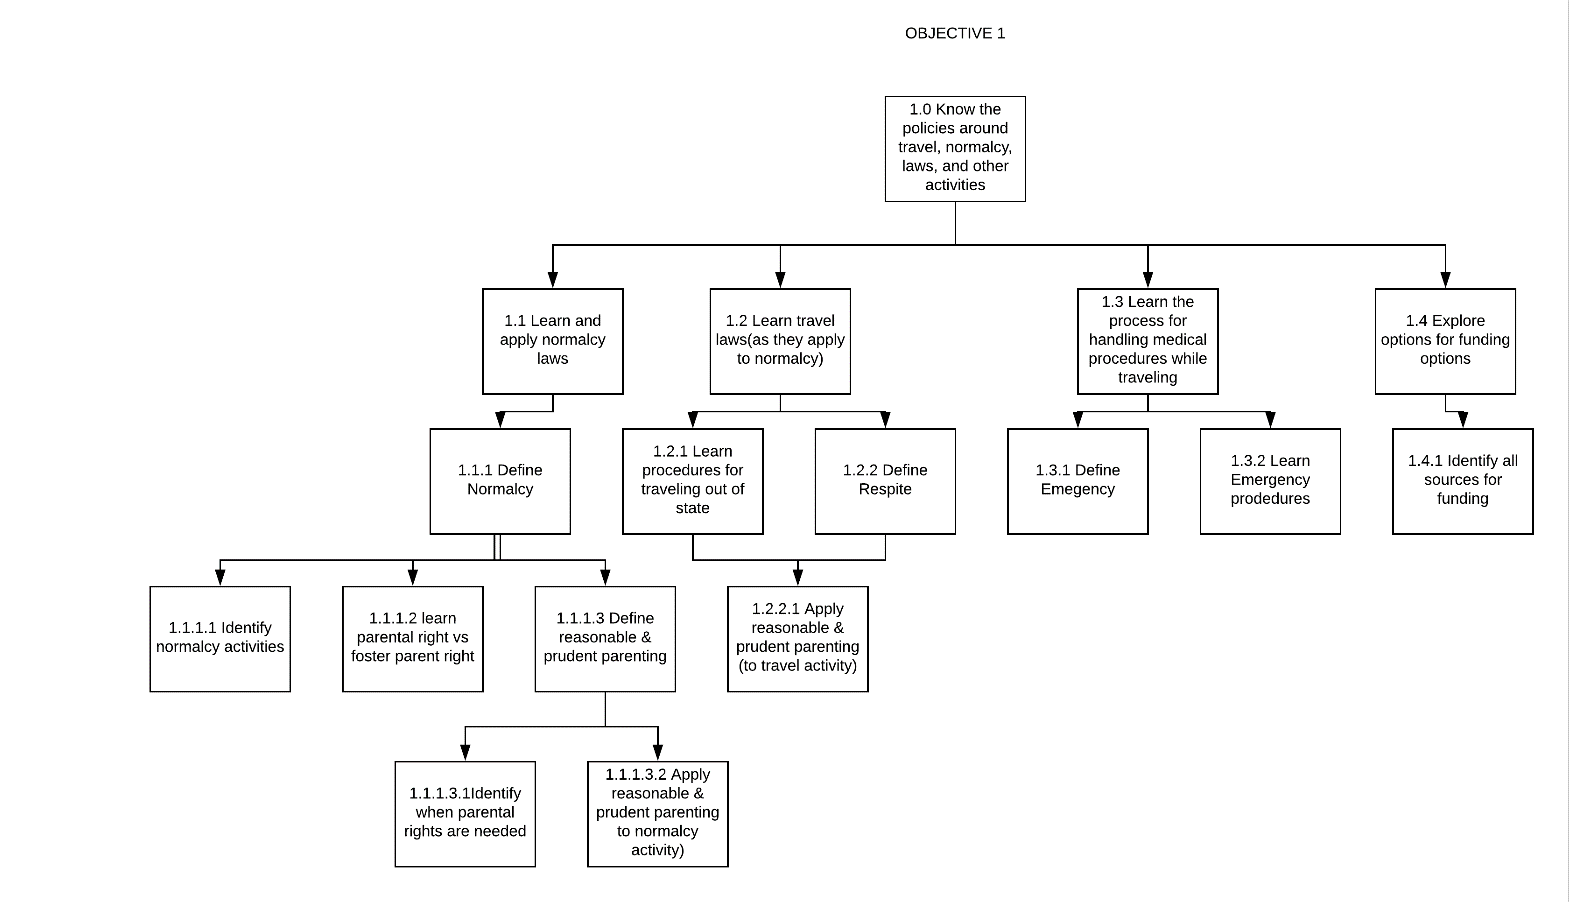 OBJECTIVE 1
1.0 Know the
policies around
travel, normalcy,
laws, and other
activities
1.1 Learn and
apply normalcy
laws
1.2 Learn travel
laws(as they apply
to normalcy)
1.3 Learn the
process for
handling medical
procedures while
traveling
1.4 Explore
options for funding
options
1.1.1 Define
Normalcy
1.2.1 Learn
procedures for
traveling out of
state
1.2.2 Define
Respite
1.3.1 Define
Emegency
1.3.2 Learn
Emergency
prodedures
1.4.1 Identify all
sources for
funding
1.1.1.1 Identify
normalcy activities
1.1.1.2 learn
parental right vs
foster parent right
1.1.1.3 Define
reasonable &
prudent parenting
1.2.2.1 Apply
reasonable &
prudent parenting
(to travel activity)
1.1.1.3.1Identify
when parental
rights are needed
1.1.1.3.2 Apply
reasonable &
prudent parenting
to normalcy
activity)